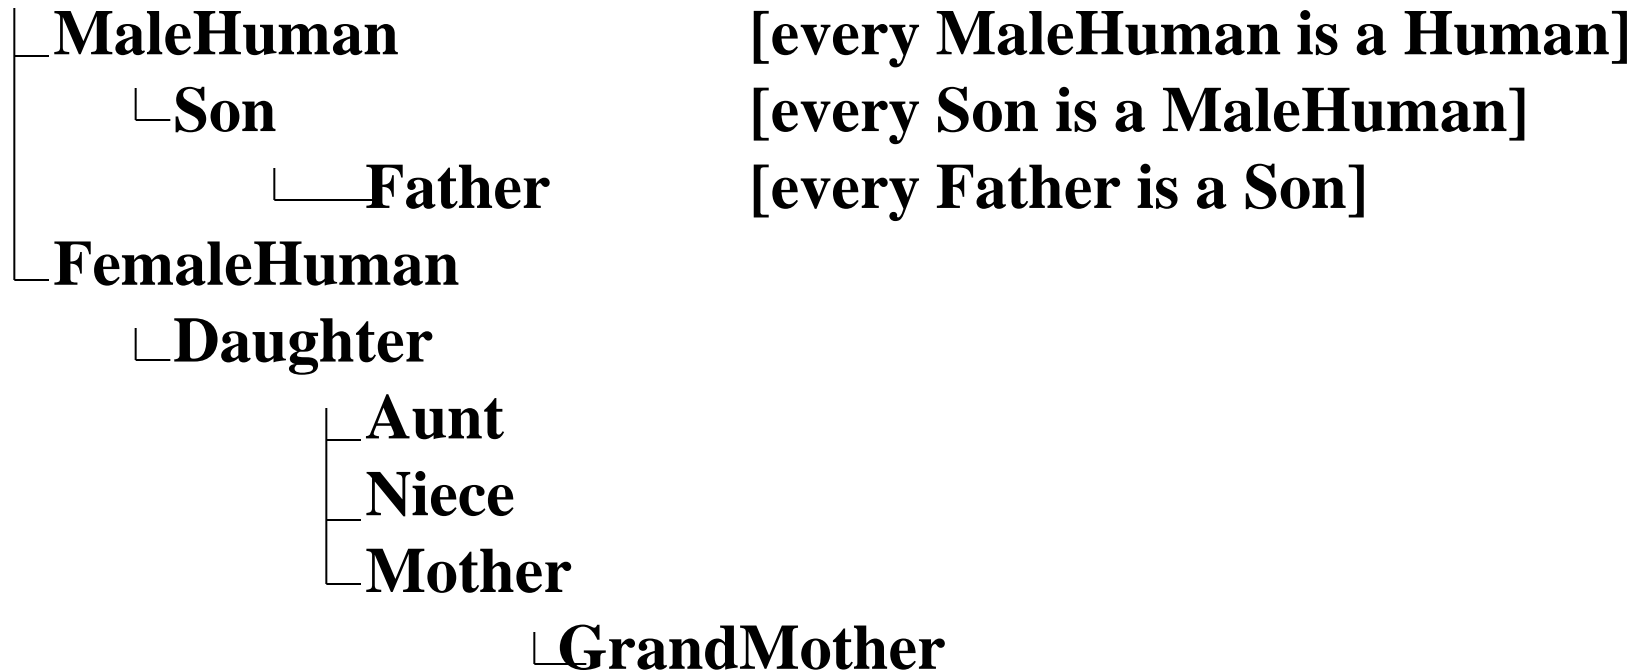 MaleHuman [every MaleHuman is a Human]
Son [every Son is a MaleHuman]
Father [every Father is a Son]
FemaleHuman
Daughter
Aunt
Niece
Mother
GrandMother